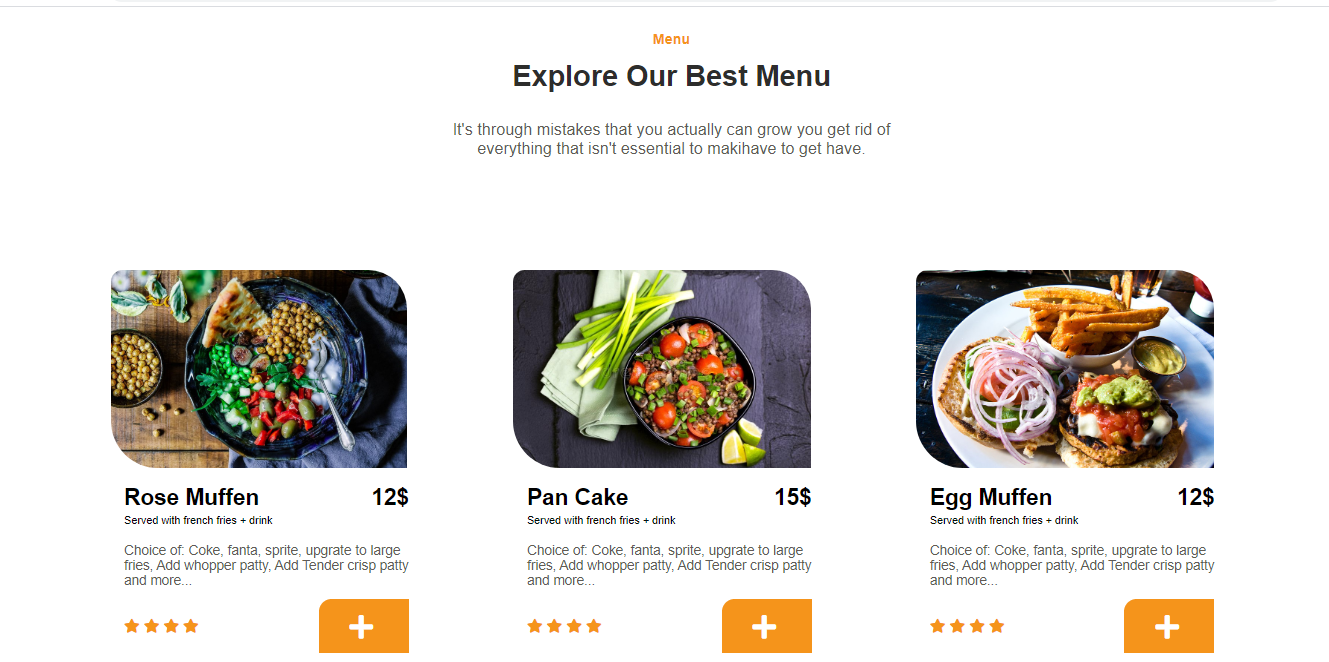 Menu
Explore Our Best Menu
It's through mistakes that you actually can grow you get rid of
everything that isn't essential to makihave to get have.
Rose Muffen 12$
Served with french fries + drink
Choice of: Coke, fanta, sprite, upgrate to large
fries, Add whopper patty, Add Tender crisp patty
and more...
Pan Cake 15$
Served with french fries + drink
Choice of: Coke, fanta, sprite, upgrate to large
fries, Add whopper patty, Add Tender crisp patty
and more...
Egg Muffen 12$
Served with french fries + drink
Choice of: Coke, fanta, sprite, upgrate to large
fries, Add whopper patty, Add Tender crisp patty
and more...